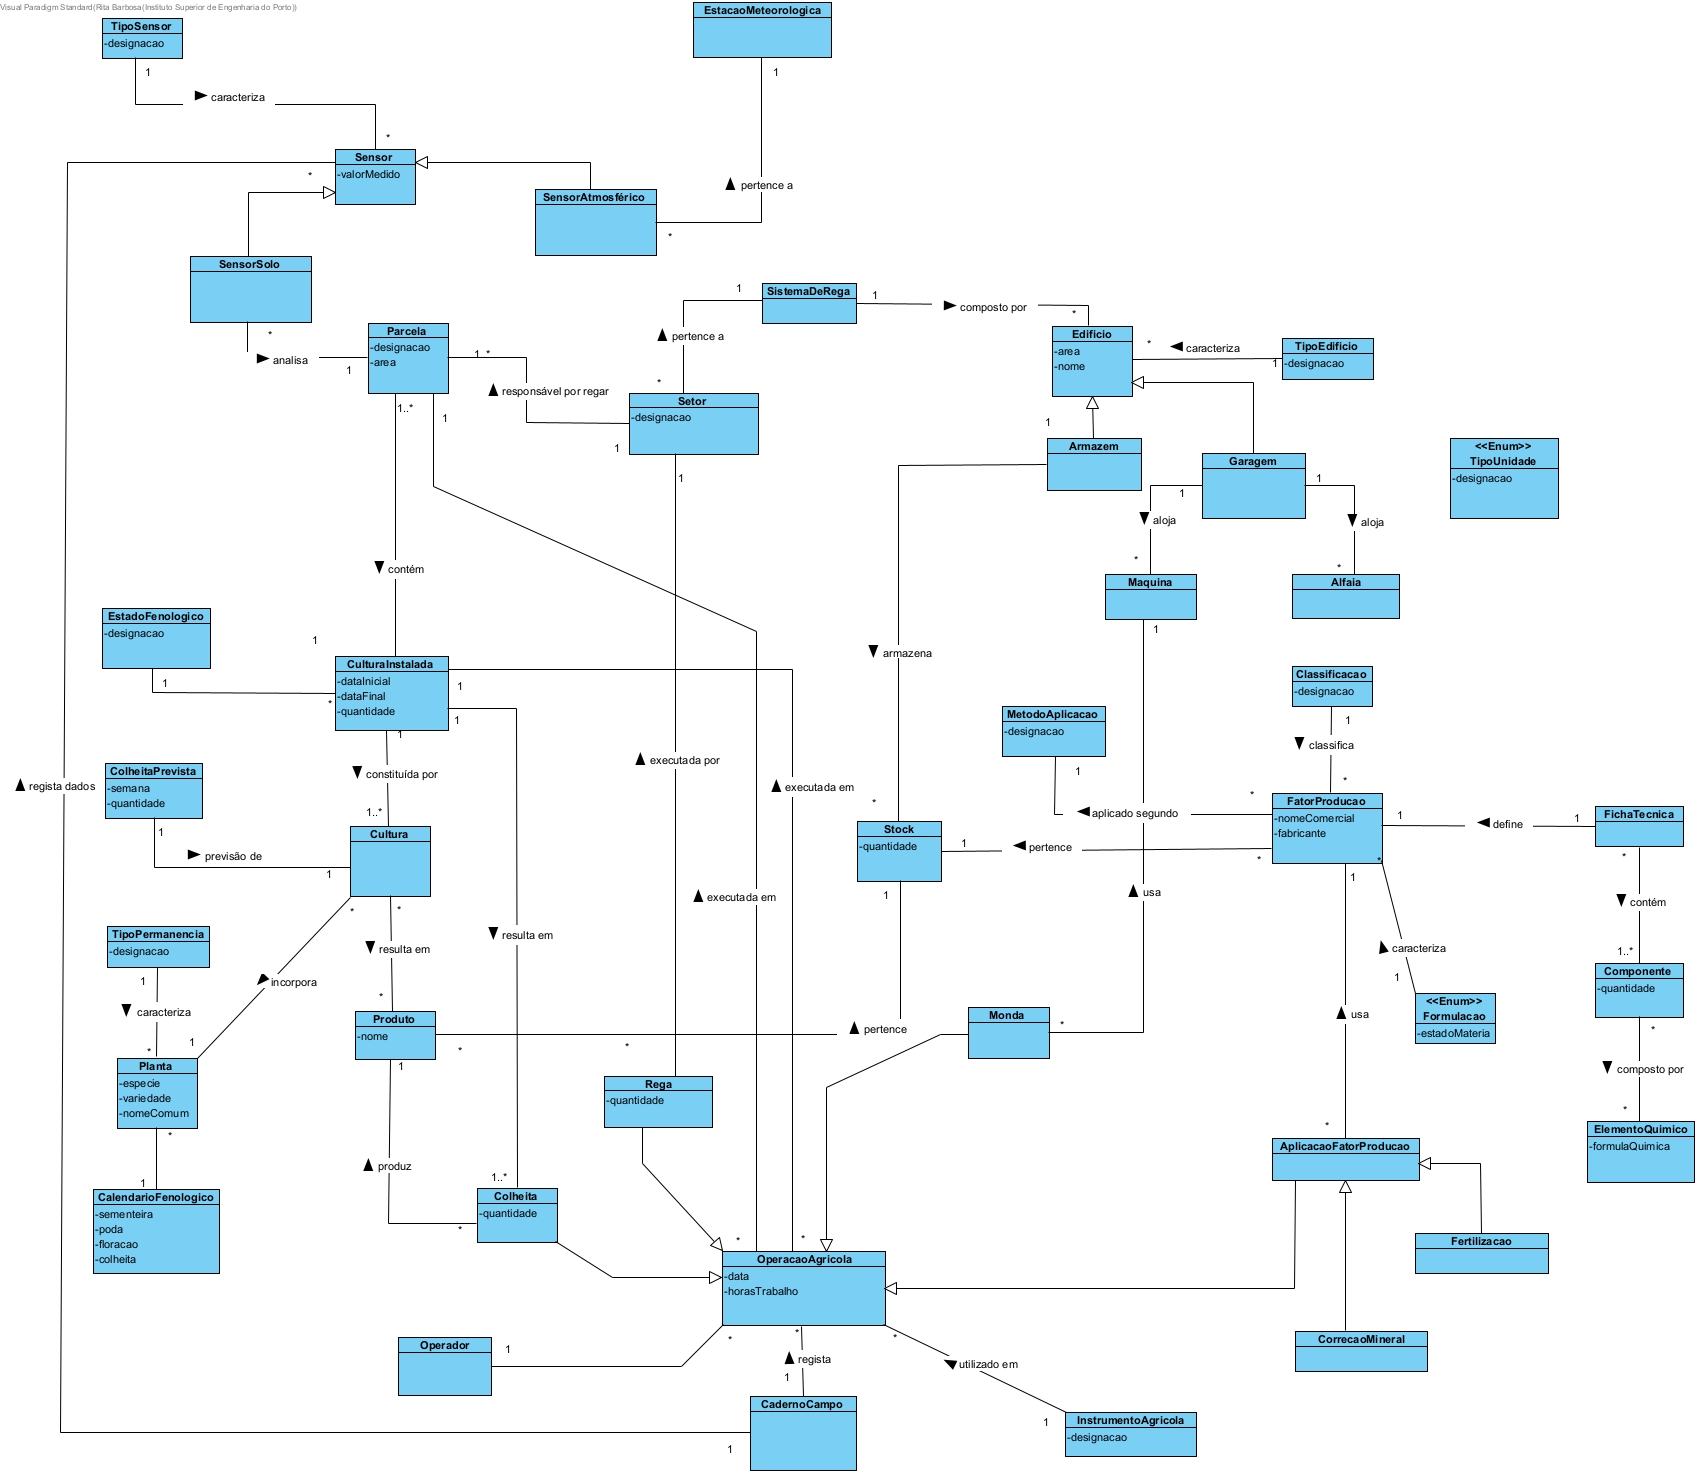 Visual Paradigm Standard(Rita Barbosa(Instituto Superior de Engenharia do Porto))
TipoSensor
-designacao
1
caracteriza
*
EstacaoMeteorologica
1
pertence a
*
Sensor
-valorMedido
*
SensorAtmosférico
SensorSolo
*
analisa
1
Parcela
-designacao
-area
1..*
1
1 *
responsável por regar
1
Setor
-designacao
*
pertence a
1
1
SistemaDeRega
1
composto por
*
Edificio
-area
-nome
*
caracteriza
1
TipoEdificio
-designacao
1
Armazem
Garagem
1
aloja
*
1
aloja
*
<<Enum>>
TipoUnidade
-designacao
Maquina
1
Alfaia
contém
armazena
*
EstadoFenologico
-designacao
1
*
1
CulturaInstalada
-dataInicial
-dataFinal
-quantidade
1
1
1
constituída por
1..*
Classificacao
-designacao
1
classifica
*
MetodoAplicacao
-designacao
1
aplicado segundo
*
executada por
executada em
regista dados
ColheitaPrevista
-semana
-quantidade
1
previsão de
1
Cultura
*
*
FatorProducao
-nomeComercial
-fabricante
1
define
1
FichaTecnica
*
Stock
-quantidade
1
pertence
*
1
*
1
usa
executada em
contém
1..*
TipoPermanencia
-designacao
1
caracteriza
*
resulta em
*
resulta em
incorpora
1
caracteriza
1
Componente
-quantidade
*
<<Enum>>
Formulacao
-estadoMateria
Produto
-nome
*
1
*
pertence
Monda
*
usa
Planta
-especie
-variedade
-nomeComum
*
1
Rega
-quantidade
composto por
*
ElementoQuimico
-formulaQuimica
*
AplicacaoFatorProducao
produz
*
1..*
Colheita
-quantidade
CalendarioFenologico
-sementeira
-poda
-floracao
-colheita
Fertilizacao
*
*
OperacaoAgricola
-data
-horasTrabalho
*
*
*
CorrecaoMineral
Operador
1
regista
1
utilizado em
1
CadernoCampo
1
InstrumentoAgricola
-designacao